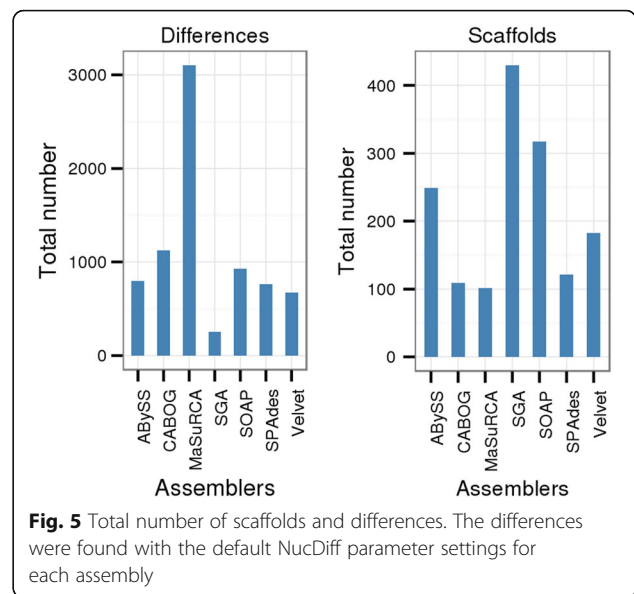 Differences
Total number
3000
2000
1000
0
ABySS
CABOG
MaSuRCA
SGA
SOAP
SPAdes
Velvet
Assemblers
Scaffolds
Total number
400
300
200
100
0
ABySS
CABOG
MaSuRCA
SGA
SOAP
SPAdes
Velvet
Assemblers
Fig. 5 Total number of scaffolds and differences. The differences
were found with the default NucDiff parameter settings for
each assembly